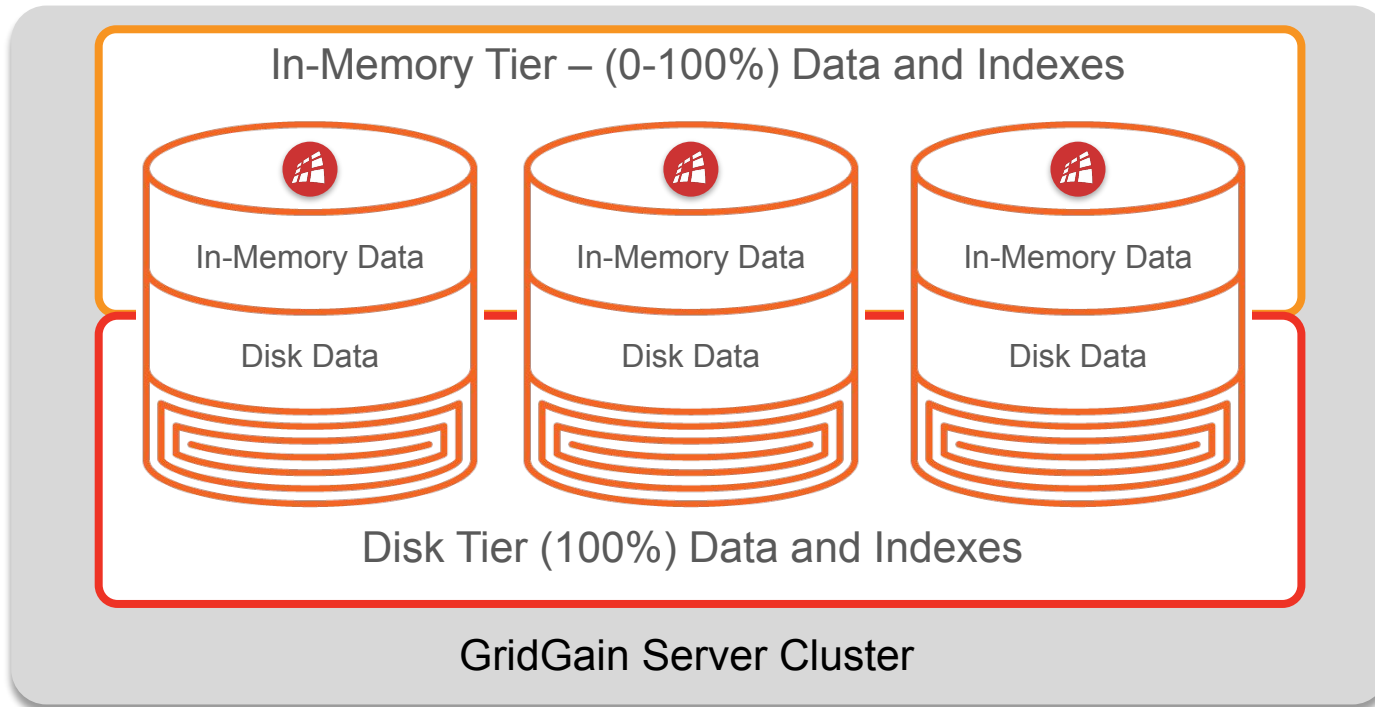 In-Memory Tier – (0-100%) Data and Indexes
In-Memory Data
In-Memory Data
In-Memory Data
Disk Data
Disk Data
Disk Data
Disk Tier (100%) Data and Indexes
GridGain Server Cluster